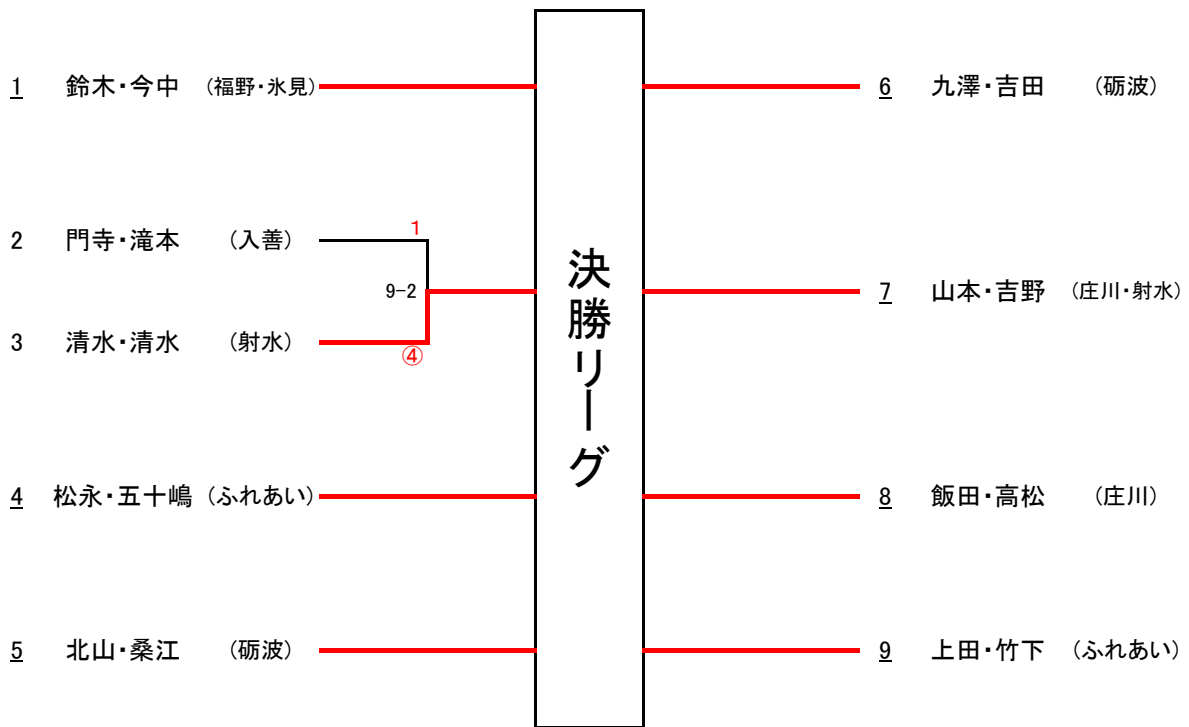 1 鈴木・今中 (福野・氷見)
2 門寺・滝本 (入善)
1
9-2
3 清水・清水 (射水)
④
4 松永・五十嶋 (ふれあい)
5 北山・桑江 (砺波)
決勝リーグ
6 九澤・吉田 (砺波)
7 山本・吉野 (庄川・射水)
8 飯田・高松 (庄川)
9 上田・竹下 (ふれあい)